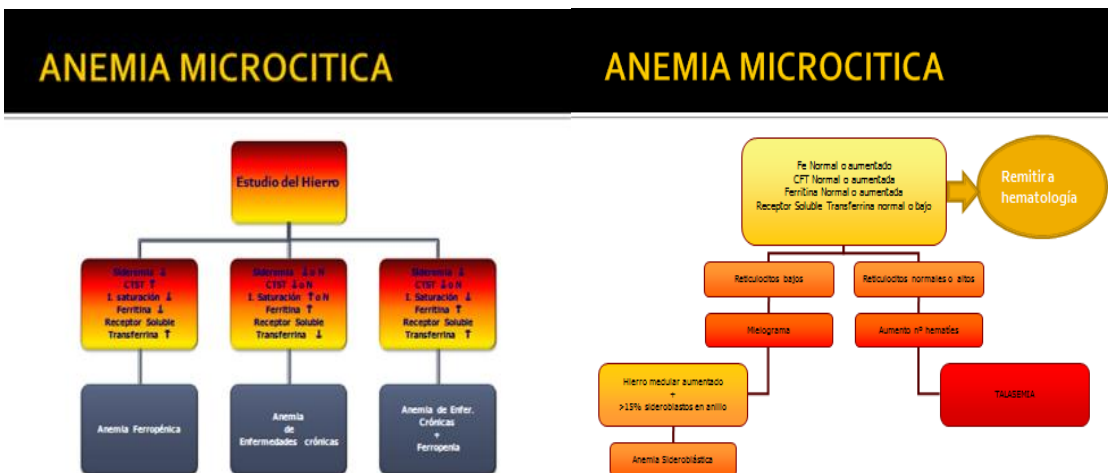 ANEMIA MICROCITICA
Estudio del Hierro
Sideremia ↓
CTST ↑
I. saturación ↓
Ferritina ↓
Receptor Soluble
Transferrina ↑
Sideremia ↓ o N
CTST ↓ o N
I. Saturación ↑ o N
Ferritina ↑
Receptor Soluble
Transferrina ↓
Sideremia ↓
CTST ↓ o N
I. Saturación ↓
Ferritina ↑
Receptor Soluble
Transferrina ↑
Anemia Ferropénica
Anemia
de
Enfermedades crónicas
Anemia de Enfer.
Crónicas
+
Ferropenia
ANEMIA MICROCITICA
Fe Normal o aumentado
CFT Normal o aumentada
Ferritina Normal o aumentada
Receptor Soluble Transferrina normal o bajo
Remitir a
hematología
Reticulocitos bajos
Reticulocitos normales o altos
Mielograma
Aumento nº hematíes
Hierro medular aumentado
+
>15% sideroblastos en anillo
TALASEMIA
Anemia Sideroblástica